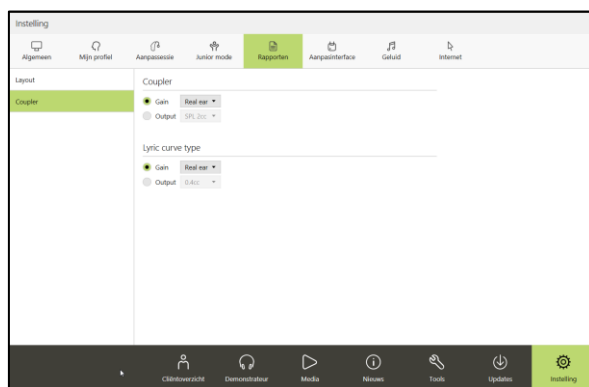 Instelling
Algemeen Mijn profiel Aanpassessie Junior mode Rapporten Aanpasinterface Geluid Internet
Layout
Coupler
Coupler
Gain Real ear
Output SPL 2cc
Lyric curve type
Gain Real ear
Output 0.4cc
Cliëntoverzicht Demonstrateur Media Nieuws Tools Updates Instelling